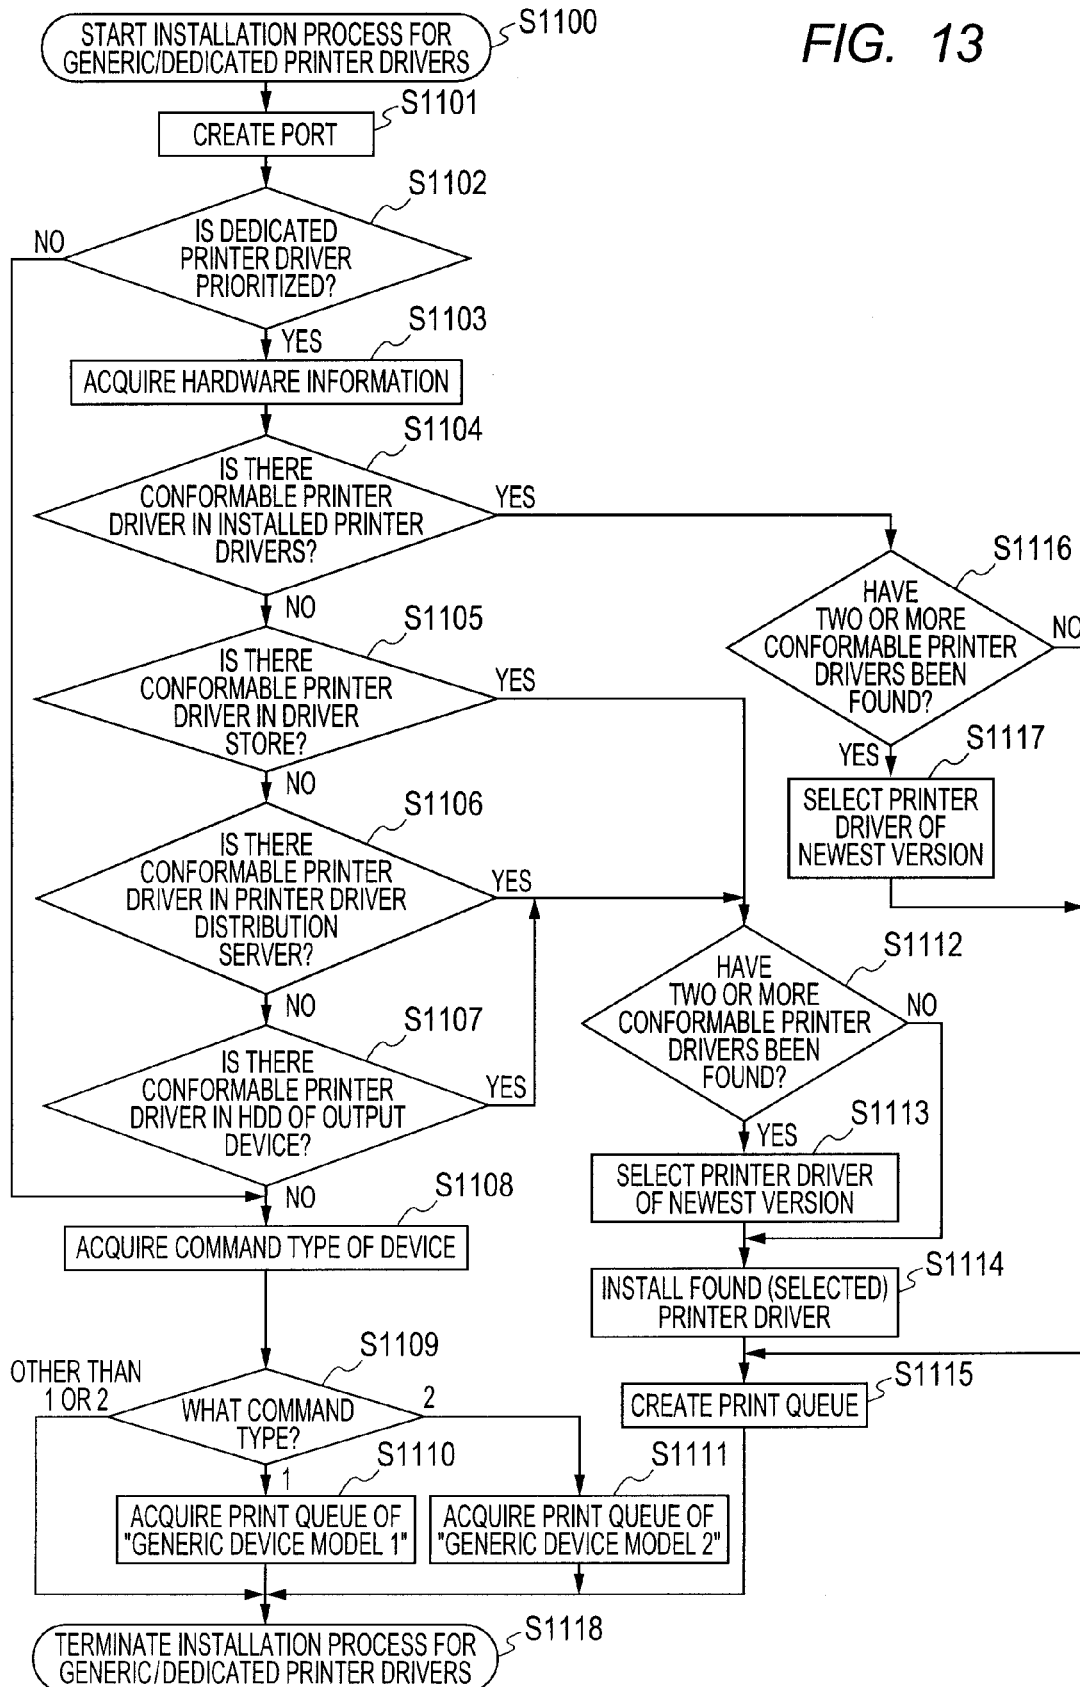 FIG. 13
S1100
START INSTALLATION PROCESS FOR
GENERIC/DEDICATED PRINTER DRIVERS
S1101
CREATE PORT
S1102
IS DEDICATED
PRINTER DRIVER
PRIORITIZED?
NO
YES
S1103
ACQUIRE HARDWARE INFORMATION
S1104
IS THERE
CONFORMABLE PRINTER
DRIVER IN INSTALLED PRINTER
DRIVERS?
YES
NO
S1105
IS THERE
CONFORMABLE PRINTER
DRIVER IN DRIVER
STORE?
YES
NO
S1106
IS THERE
CONFORMABLE PRINTER
DRIVER IN PRINTER DRIVER
DISTRIBUTION
SERVER?
YES
NO
S1107
IS THERE
CONFORMABLE PRINTER
DRIVER IN HDD OF OUTPUT
DEVICE?
YES
NO
S1108
ACQUIRE COMMAND TYPE OF DEVICE
S1109
WHAT COMMAND
TYPE?
OTHER THAN
1 OR 2
2
1
S1110
ACQUIRE PRINT QUEUE OF
"GENERIC DEVICE MODEL 1"
S1111
ACQUIRE PRINT QUEUE OF
"GENERIC DEVICE MODEL 2"
S1116
HAVE
TWO OR MORE
CONFORMABLE PRINTER
DRIVERS BEEN
FOUND?
NO
YES
S1117
SELECT PRINTER
DRIVER OF
NEWEST VERSION
S1112
HAVE
TWO OR MORE
CONFORMABLE PRINTER
DRIVERS BEEN
FOUND?
NO
YES
S1113
SELECT PRINTER DRIVER
OF NEWEST VERSION
S1114
INSTALL FOUND (SELECTED)
PRINTER DRIVER
S1115
CREATE PRINT QUEUE
S1118
TERMINATE INSTALLATION PROCESS FOR
GENERIC/DEDICATED PRINTER DRIVERS